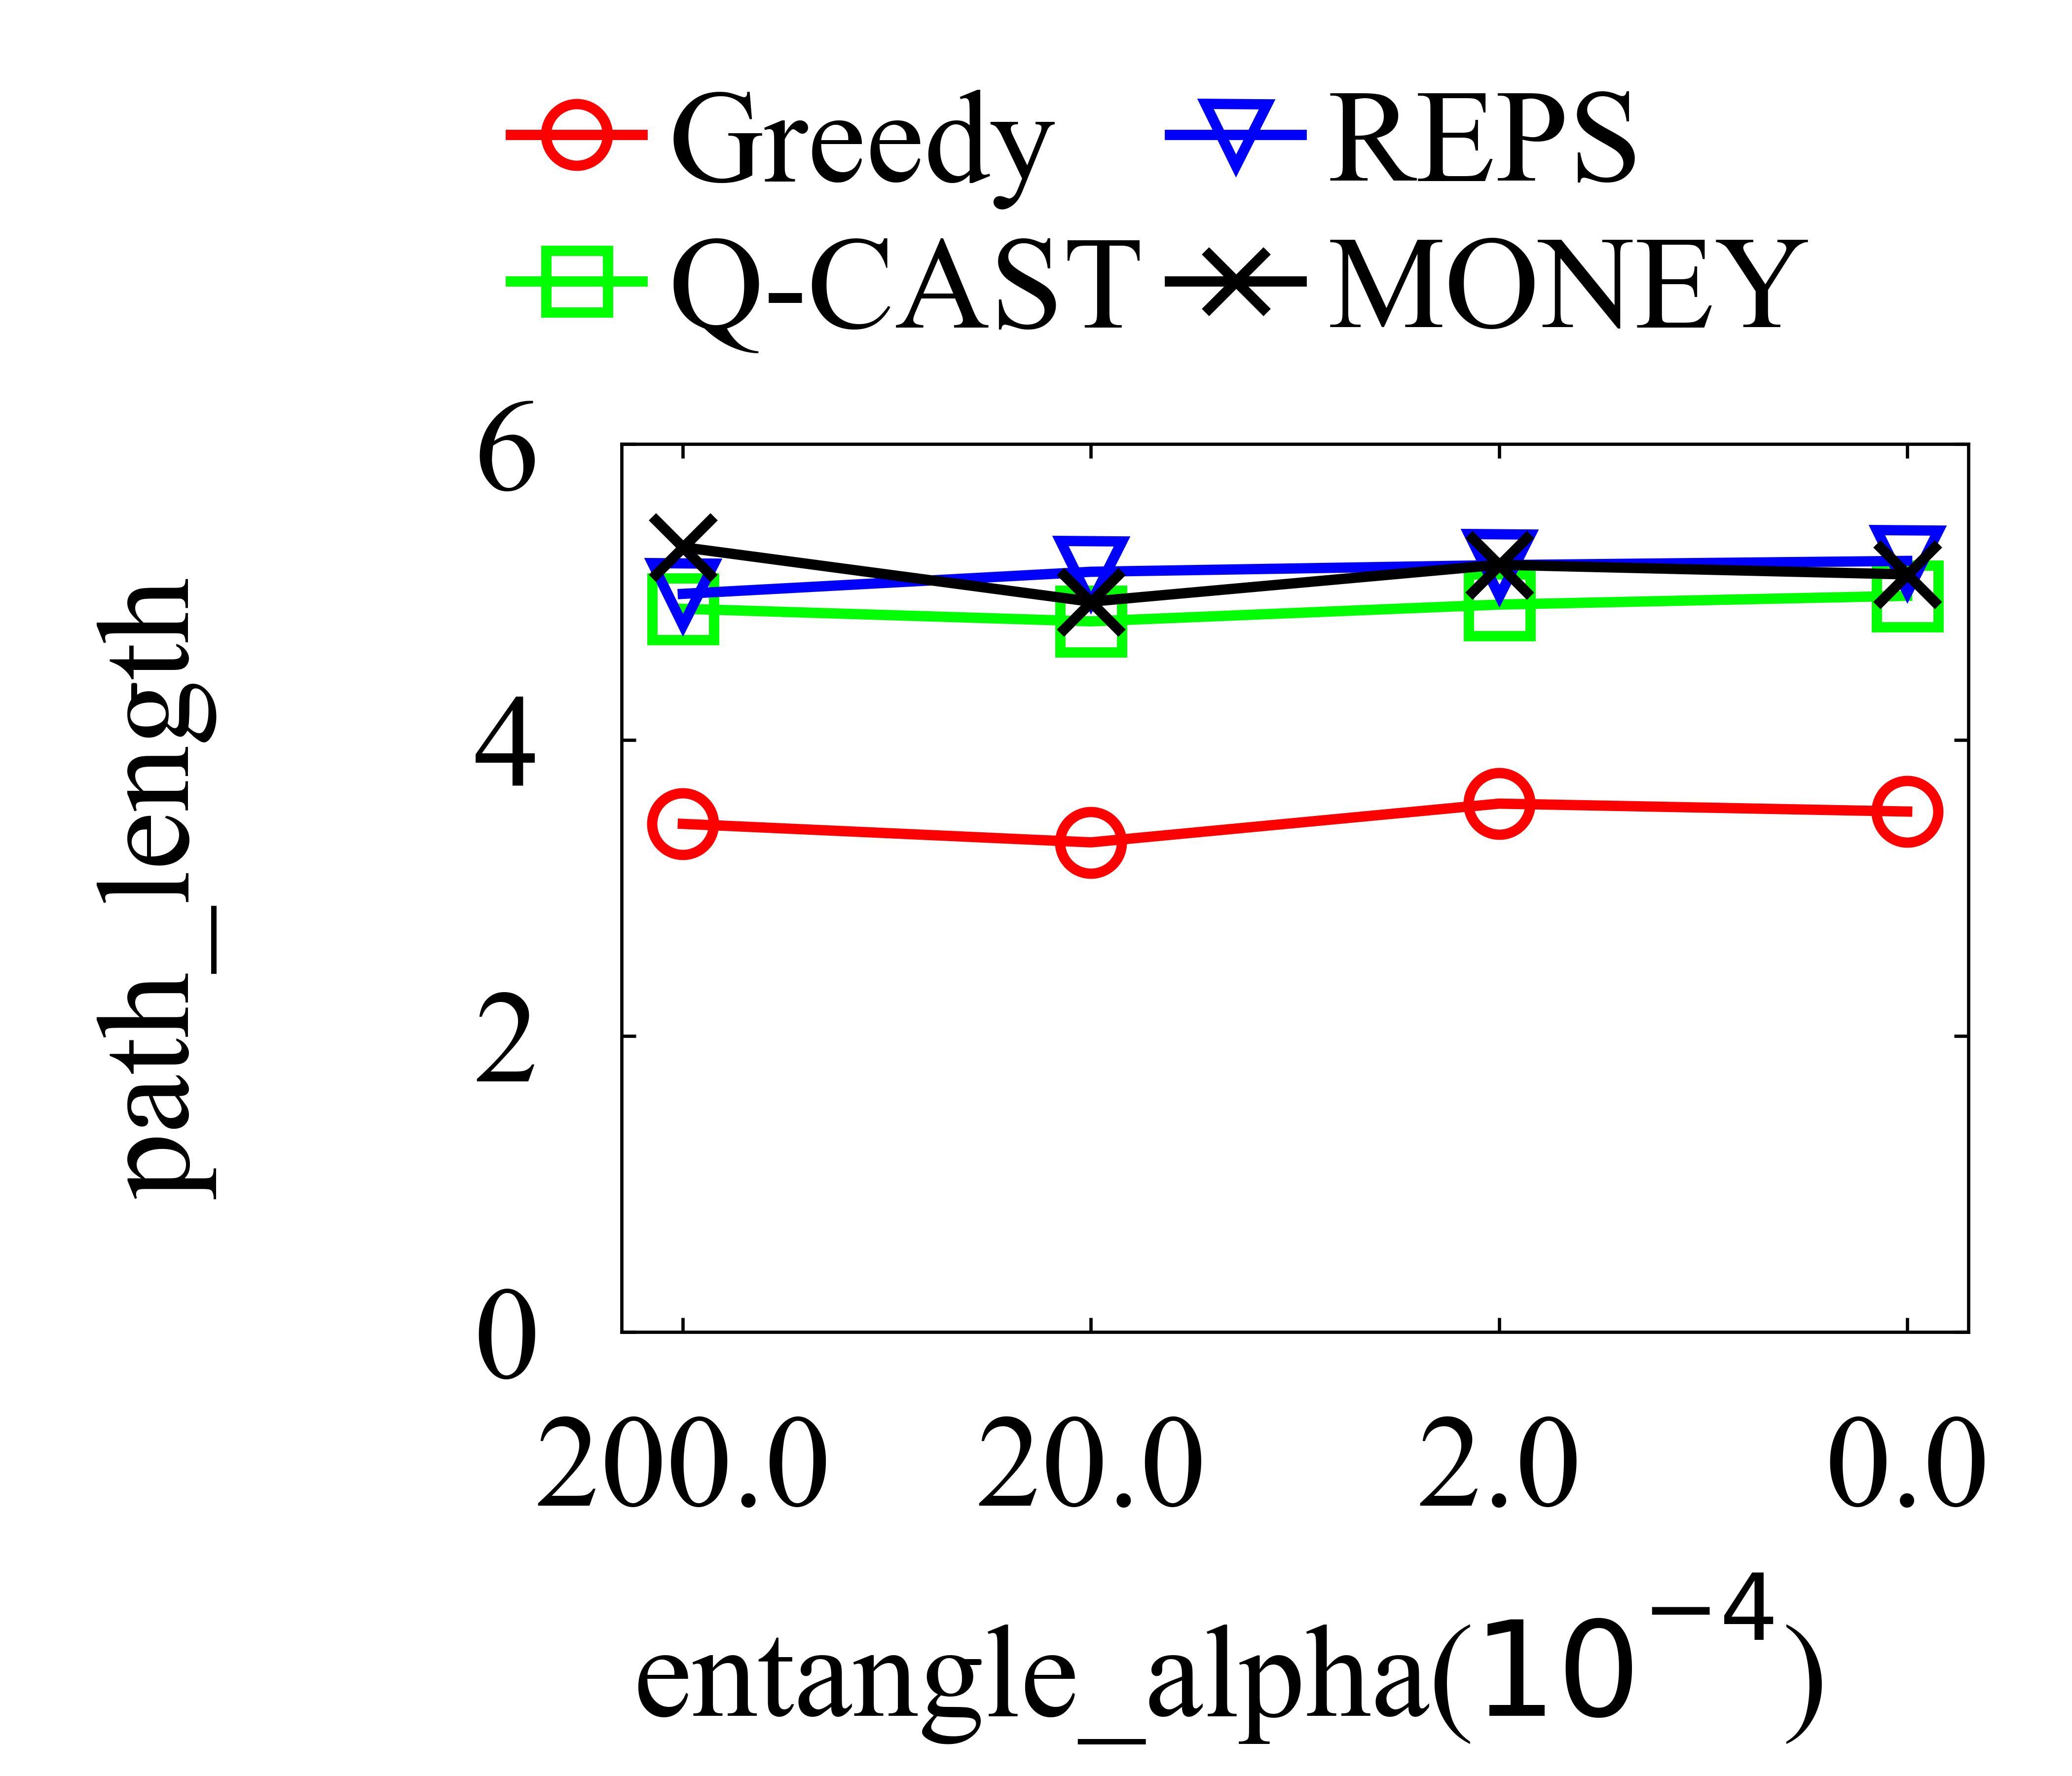 Greedy REPS
Q-CAST MONEY
6
4
2
0
path_length
200.0 20.0 2.0 0.0
entangle_alpha(10⁻⁴)